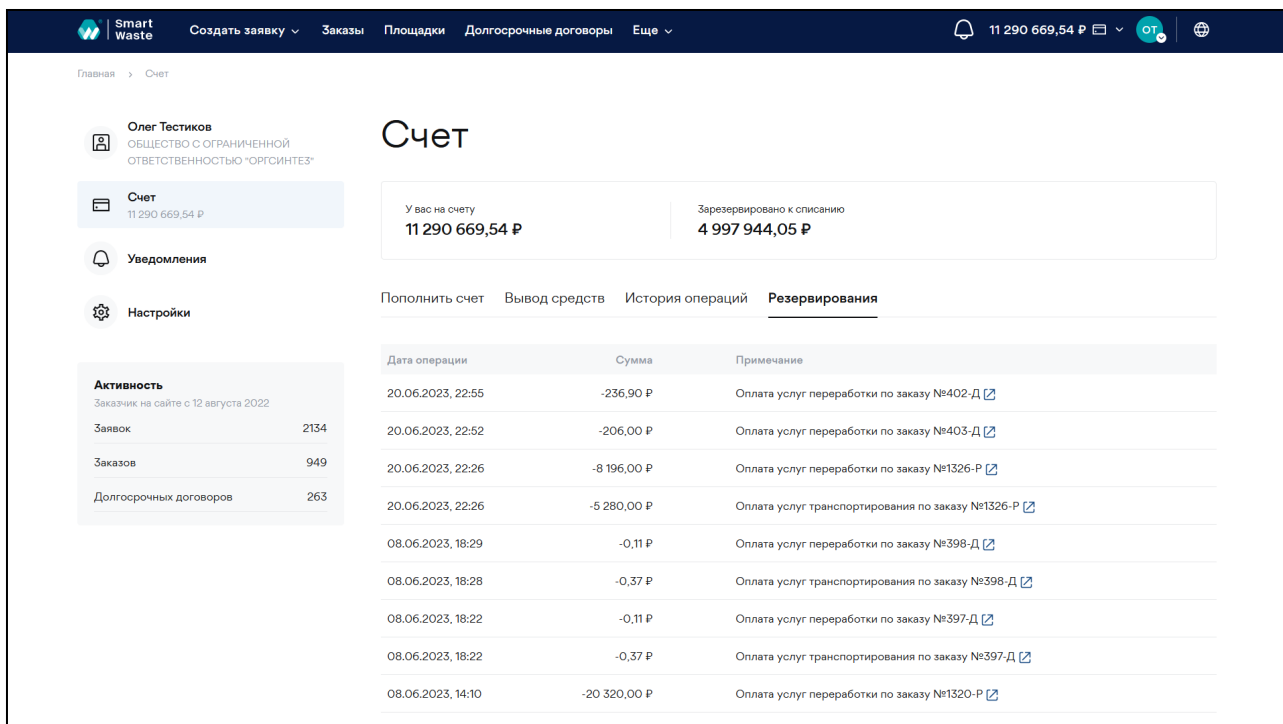 Smart
Waste
Создать заявку Заказы Площадки Долгосрочные договоры Еще 11 290 669,54 ₽ ОТ
Главная > Счет
Олег Тестиков
ОБЩЕСТВО С ОГРАНИЧЕННОЙ
ОТВЕТСТВЕННОСТЬЮ "ОРГСИНТЕЗ"
Счет
11 290 669,54 ₽
Уведомления
Настройки
Активность
Заказчик на сайте с 12 августа 2022
Заявок 2134
Заказов 949
Долгосрочных договоров 263
Счет
У вас на счету
11 290 669,54 ₽
Зарезервировано к списанию
4 997 944,05 ₽
Пополнить счет Вывод средств История операций Резервирования
Дата операции Сумма Примечание
20.06.2023, 22:55 -236,90 ₽ Оплата услуг переработки по заказу №402-Д
20.06.2023, 22:52 -206,00 ₽ Оплата услуг переработки по заказу №403-Д
20.06.2023, 22:26 -8 196,00 ₽ Оплата услуг переработки по заказу №1326-Р
20.06.2023, 22:26 -5 280,00 ₽ Оплата услуг транспортирования по заказу №1326-Р
08.06.2023, 18:29 -0,11 ₽ Оплата услуг переработки по заказу №398-Д
08.06.2023, 18:28 -0,37 ₽ Оплата услуг транспортирования по заказу №398-Д
08.06.2023, 18:22 -0,11 ₽ Оплата услуг переработки по заказу №397-Д
08.06.2023, 18:22 -0,37 ₽ Оплата услуг транспортирования по заказу №397-Д
08.06.2023, 14:10 -20 320,00 ₽ Оплата услуг переработки по заказу №1320-Р